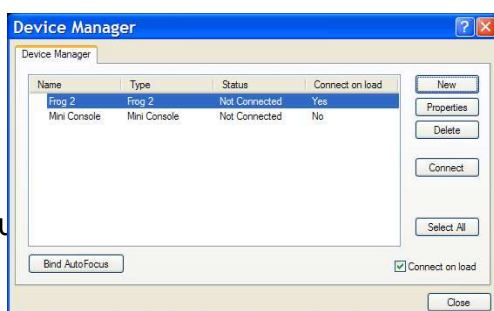 Device Manager
Device Manager
Name Type Status Connect on load
Frog 2 Frog 2 Not Connected Yes
Mini Console Mini Console Not Connected No
New
Properties
Delete
Connect
Select All
Bind AutoFocus
Connect on load
Close